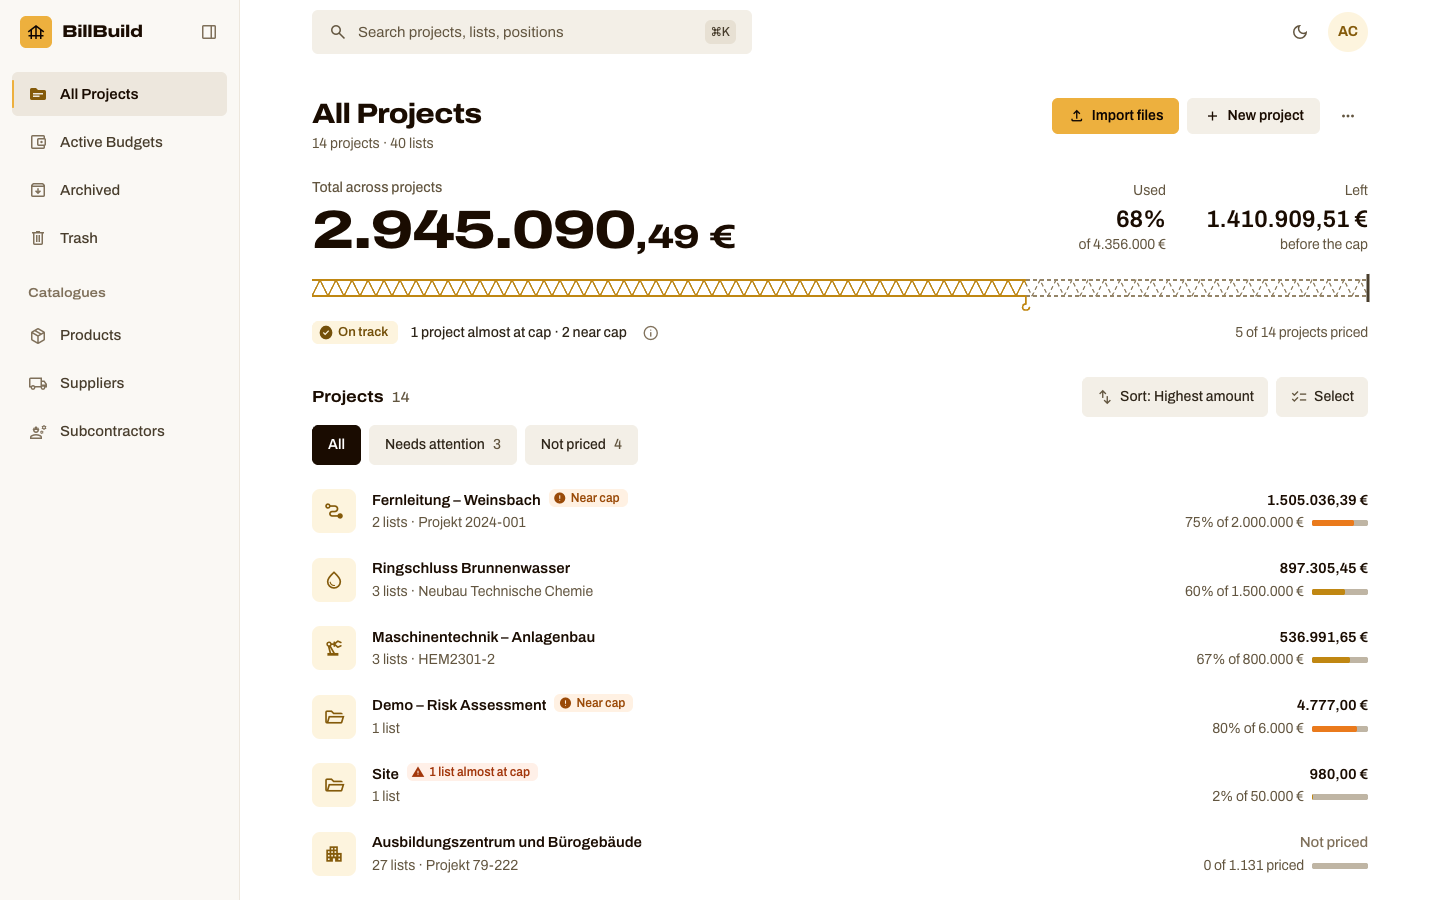 BillBuild
Search projects, lists, positions
⌘K
AC
All Projects
Active Budgets
Archived
Trash
Catalogues
Products
Suppliers
Subcontractors
All Projects
14 projects · 40 lists
Import files
New project
Total across projects
2.945.090,49 €
Used
68%
of 4.356.000 €
Left
1.410.909,51 €
before the cap
On track
1 project almost at cap · 2 near cap
5 of 14 projects priced
Projects 14
Sort: Highest amount
Select
All
Needs attention 3
Not priced 4
Fernleitung – Weinsbach Near cap
2 lists · Projekt 2024-001
1.505.036,39 €
75% of 2.000.000 €
Ringschluss Brunnenwasser
3 lists · Neubau Technische Chemie
897.305,45 €
60% of 1.500.000 €
Maschinentechnik – Anlagenbau
3 lists · HEM2301-2
536.991,65 €
67% of 800.000 €
Demo – Risk Assessment Near cap
1 list
4.777,00 €
80% of 6.000 €
Site 1 list almost at cap
1 list
980,00 €
2% of 50.000 €
Ausbildungszentrum und Bürogebäude
27 lists · Projekt 79-222
Not priced
0 of 1.131 priced